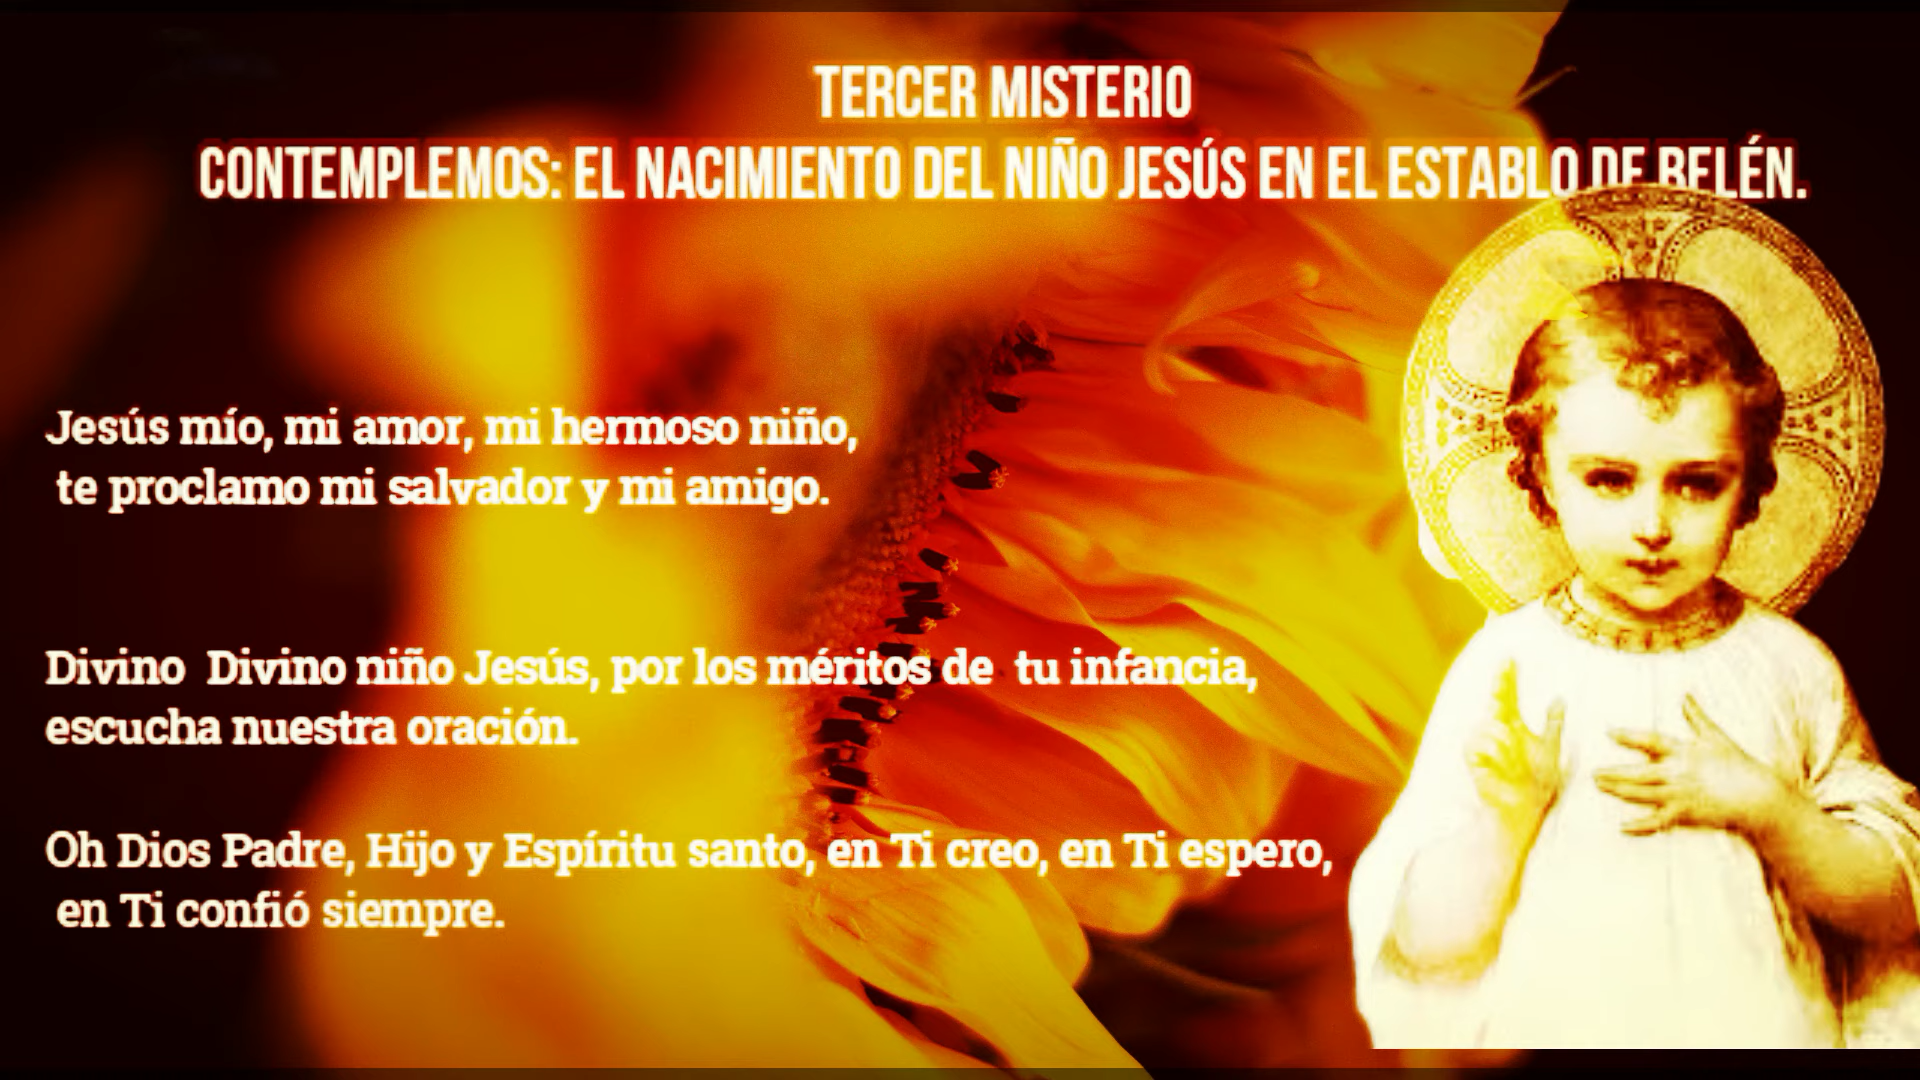 TERCER MISTERIO
CONTEMPLEMOS: EL NACIMIENTO DEL NIÑO JESÚS EN EL ESTABLO DE BELÉN.
Jesús mío, mi amor, mi hermoso niño,
te proclamo mi salvador y mi amigo.
Divino Divino niño Jesús, por los méritos de tu infancia,
escucha nuestra oración.
Oh Dios Padre, Hijo y Espíritu santo, en Ti creo, en Ti espero,
en Ti confió siempre.